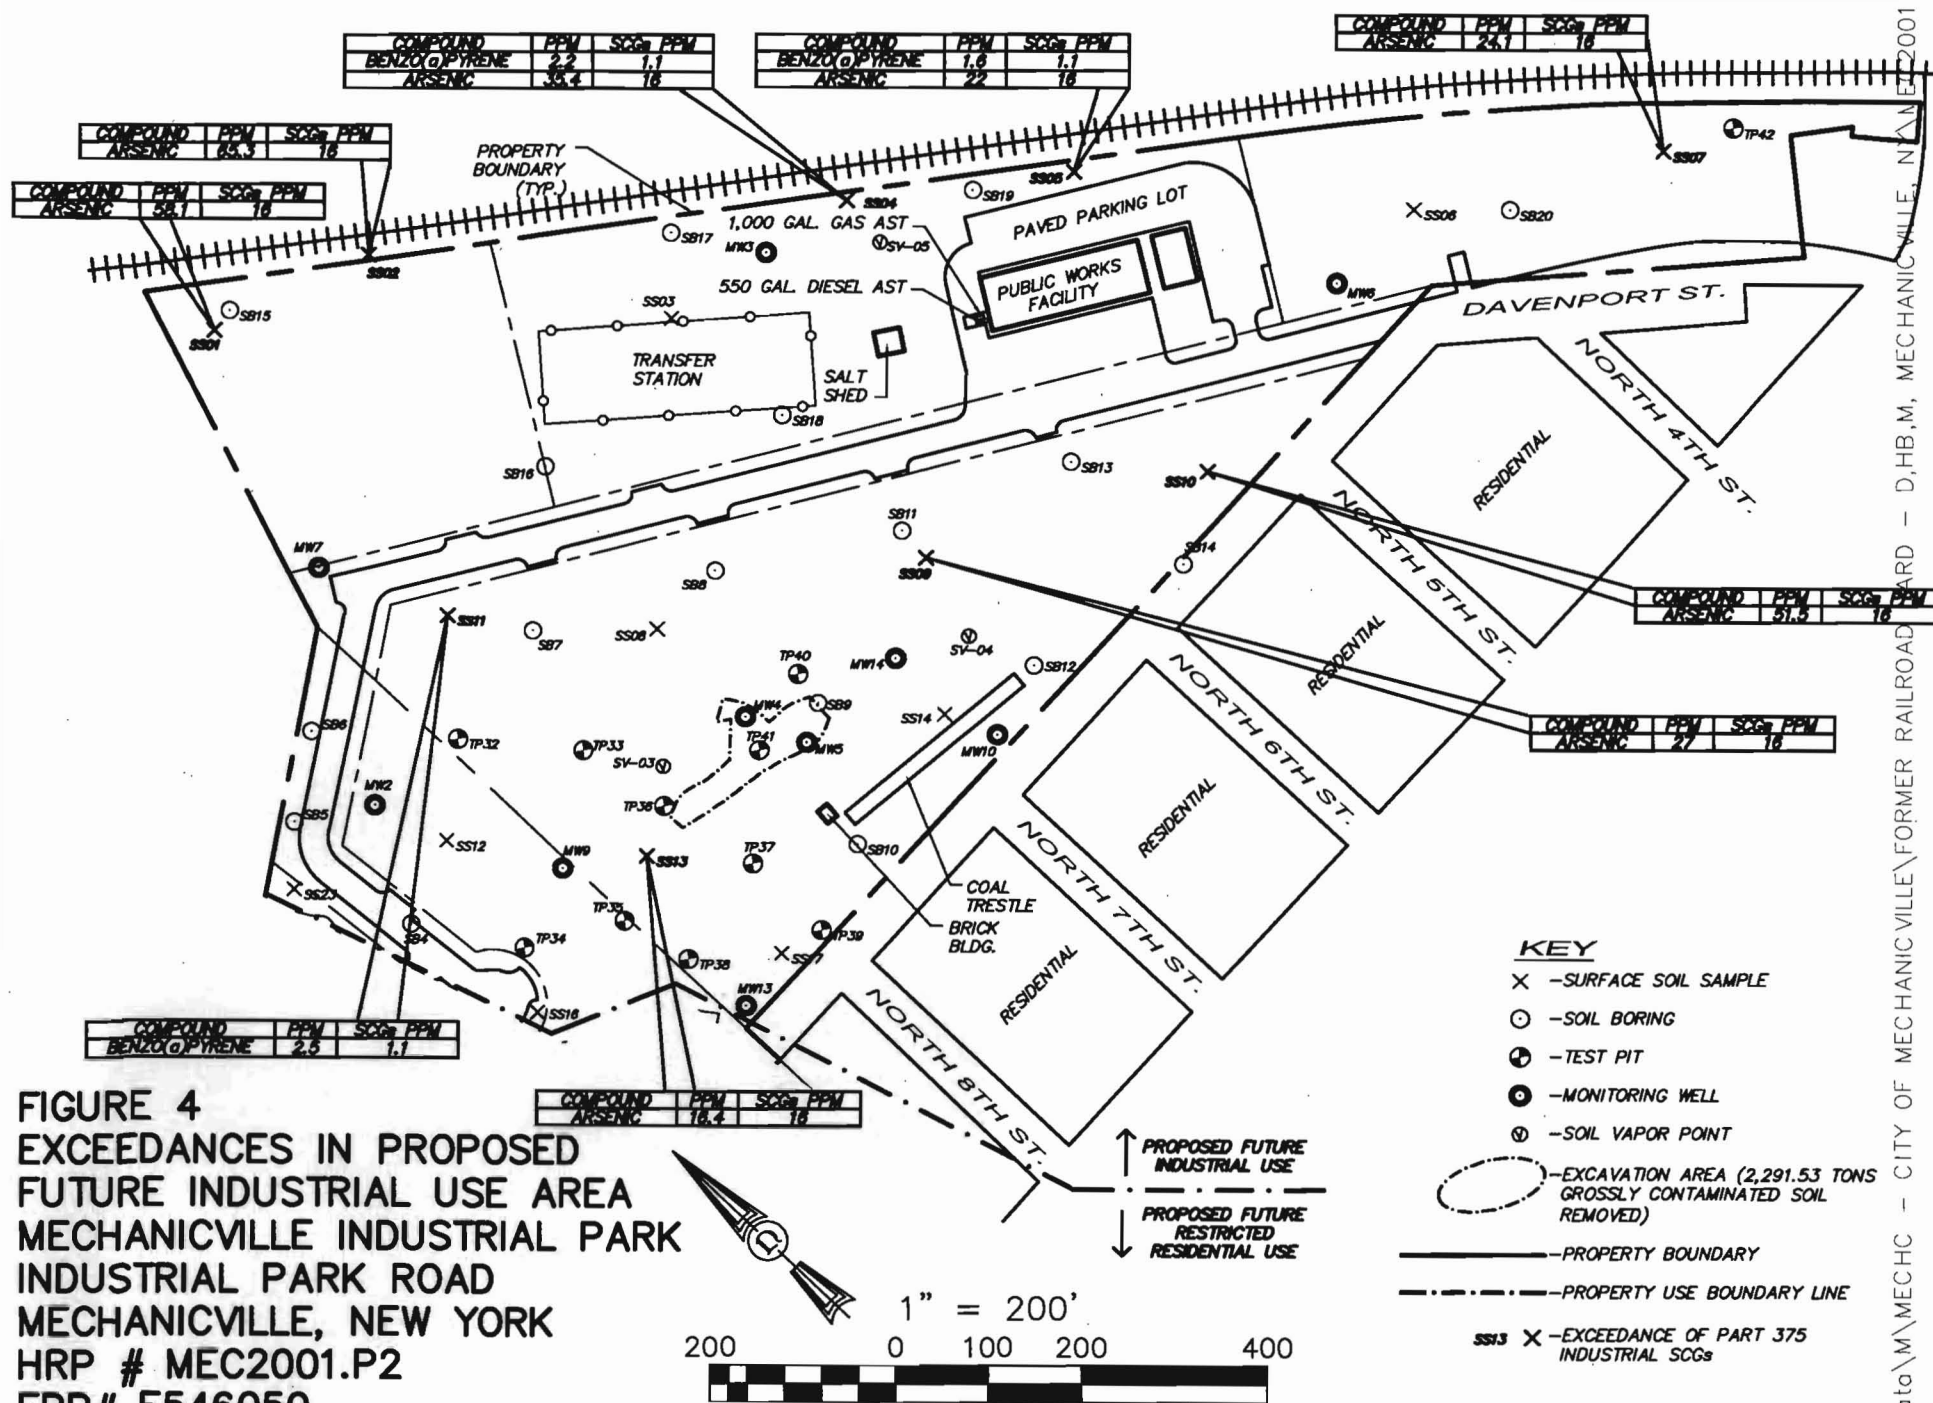 COMPOUND PPM SCGs PPM
BENZO(a)PYRENE 2.2 1.1
ARSENIC 35.4 16
COMPOUND PPM SCGs PPM
BENZO(a)PYRENE 1.6 1.1
ARSENIC 22 16
COMPOUND PPM SCGs PPM
ARSENIC 24.1 16
COMPOUND PPM SCGs PPM
ARSENIC 65.3 16
COMPOUND PPM SCGs PPM
ARSENIC 58.1 16
PROPERTY
BOUNDARY
(TYP.)
TP42
SS07
SS05
SB19
SS04
SS06
SB20
1,000 GAL. GAS AST
SB17
MW3
SV-05
PAVED PARKING LOT
SS02
550 GAL. DIESEL AST
PUBLIC WORKS
FACILITY
MW6
DAVENPORT ST.
SB15
SS01
SS03
TRANSFER
STATION
SALT
SHED
SB18
NORTH 4TH ST.
RESIDENTIAL
SB16
SB13
SS10
SB11
SB14
NORTH 5TH ST.
MW7
SB8
SS09
COMPOUND PPM SCGs PPM
ARSENIC 51.5 16
SS11
SB7
SS08
SV-04
MW14
SB12
RESIDENTIAL
TP40
NORTH 6TH ST.
SB6
TP32
TP33
SV-03
MW4
SB9
TP41
MW5
SS14
MW10
COMPOUND PPM SCGs PPM
ARSENIC 27 16
MW2
SB5
TP36
RESIDENTIAL
SS12
MW9
SS13
TP37
SB10
NORTH 7TH ST.
SS23
COAL
TRESTLE
BRICK
BLDG.
SB4
TP34
TP35
TP38
TP39
SS17
MW13
SS16
RESIDENTIAL
NORTH 8TH ST.
COMPOUND PPM SCGs PPM
BENZO(a)PYRENE 2.5 1.1
COMPOUND PPM SCGs PPM
ARSENIC 16.4 16
KEY
-SURFACE SOIL SAMPLE
-SOIL BORING
-TEST PIT
-MONITORING WELL
-SOIL VAPOR POINT
-EXCAVATION AREA (2,291.53 TONS
GROSSLY CONTAMINATED SOIL
REMOVED)
-PROPERTY BOUNDARY
-PROPERTY USE BOUNDARY LINE
SS13 X -EXCEEDANCE OF PART 375
INDUSTRIAL SCGs
PROPOSED FUTURE
INDUSTRIAL USE
PROPOSED FUTURE
RESTRICTED
RESIDENTIAL USE
FIGURE 4
EXCEEDANCES IN PROPOSED
FUTURE INDUSTRIAL USE AREA
MECHANICVILLE INDUSTRIAL PARK
INDUSTRIAL PARK ROAD
MECHANICVILLE, NEW YORK
HRP # MEC2001.P2
1" = 200'
200 0 100 200 400
MECHC - CITY OF MECHANICVILLE\FORMER RAILROAD